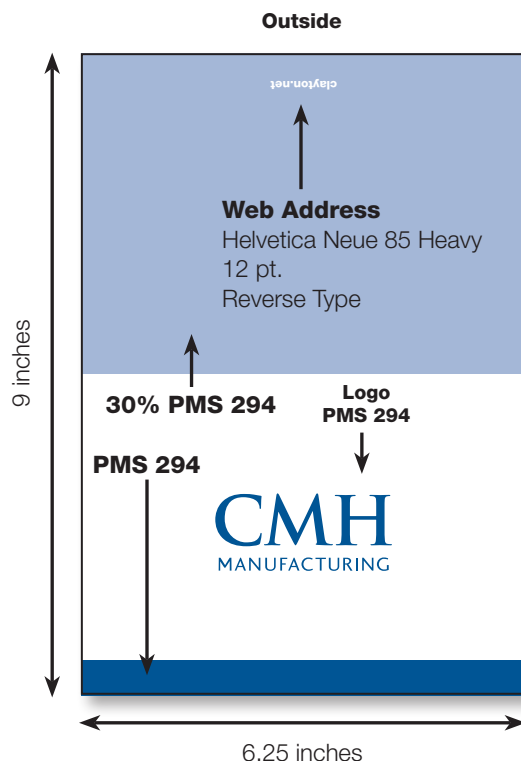 Outside
clayton.net
Web Address
Helvetica Neue 85 Heavy
12 pt.
Reverse Type
9 inches
30% PMS 294
Logo
PMS 294
PMS 294
CMH
MANUFACTURING
6.25 inches